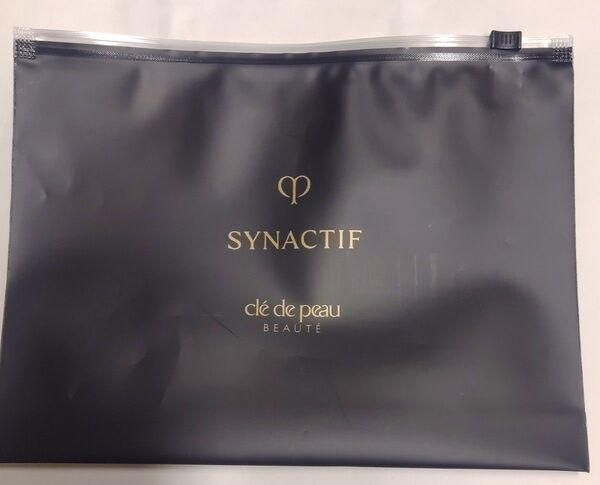 SYNACTIF
clé de peau
BEAUTÉ